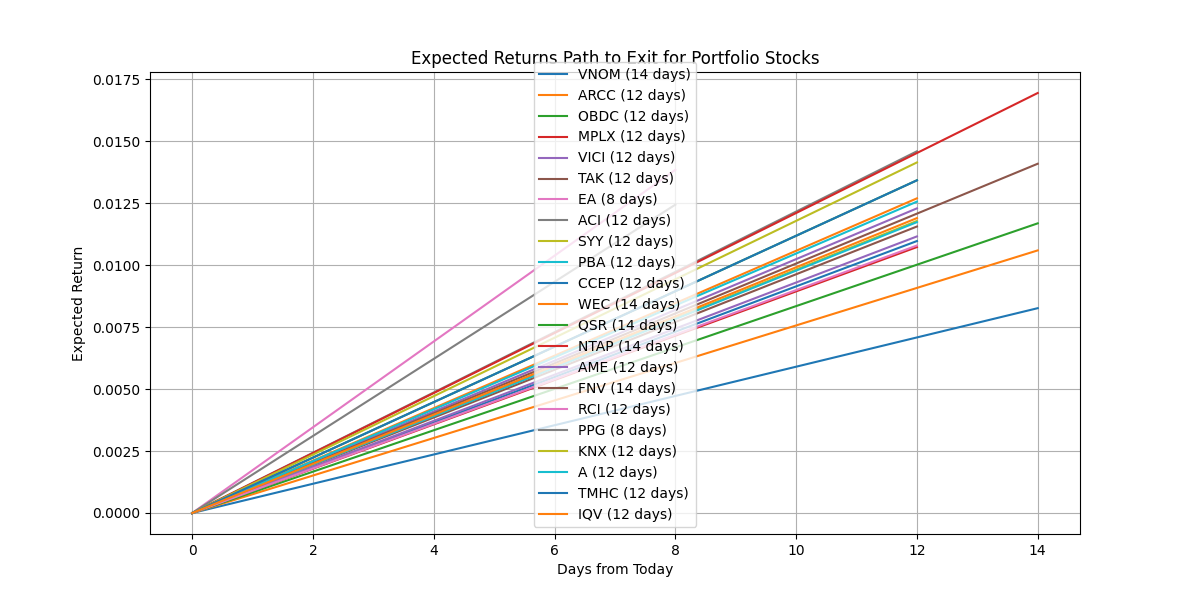 Expected Returns Path to Exit for Portfolio Stocks
0.0175
0.0150
0.0125
0.0100
0.0075
0.0050
0.0025
0.0000
Expected Return
VNOM (14 days)
ARCC (12 days)
OBDC (12 days)
MPLX (12 days)
VICI (12 days)
TAK (12 days)
EA (8 days)
ACI (12 days)
SYY (12 days)
PBA (12 days)
CCEP (12 days)
WEC (14 days)
QSR (14 days)
NTAP (14 days)
AME (12 days)
FNV (14 days)
RCI (12 days)
PPG (8 days)
KNX (12 days)
A (12 days)
TMHC (12 days)
IQV (12 days)
0 2 4 6 8 10 12 14
Days from Today